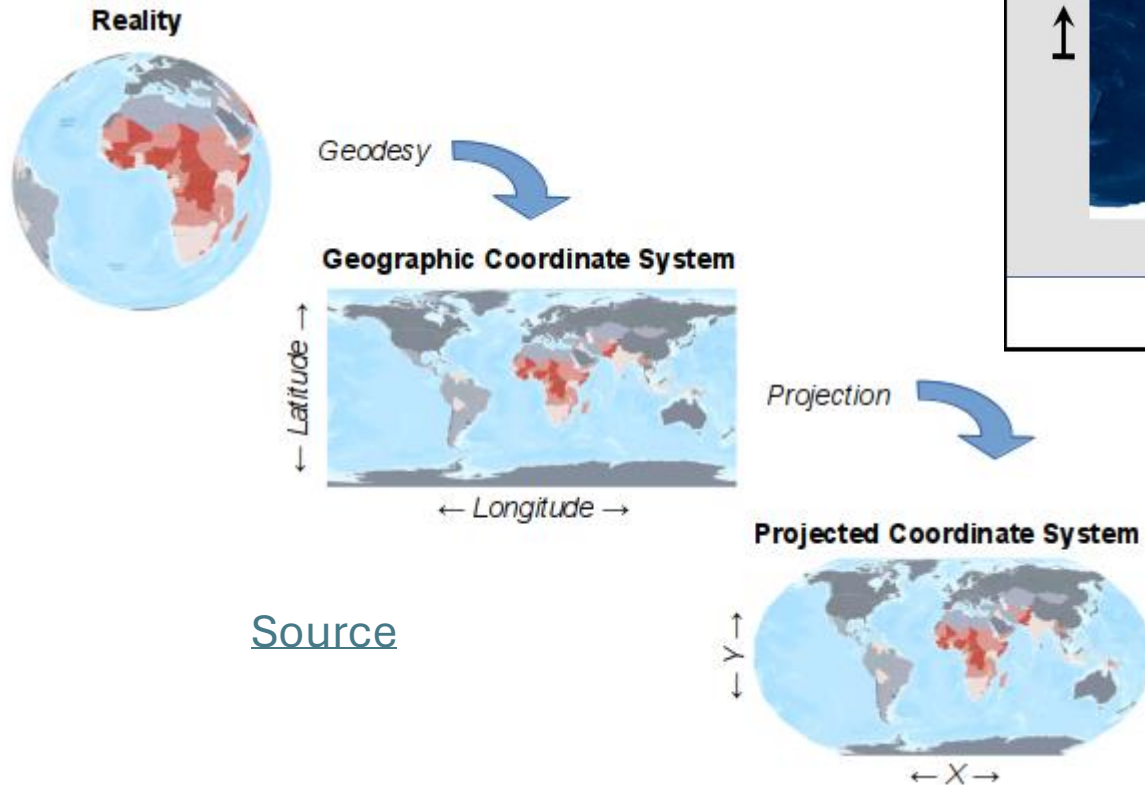 Reality
Geodesy
Geographic Coordinate System
← Latitude →
← Longitude →
Projection
Projected Coordinate System
← Y →
← X →
Source